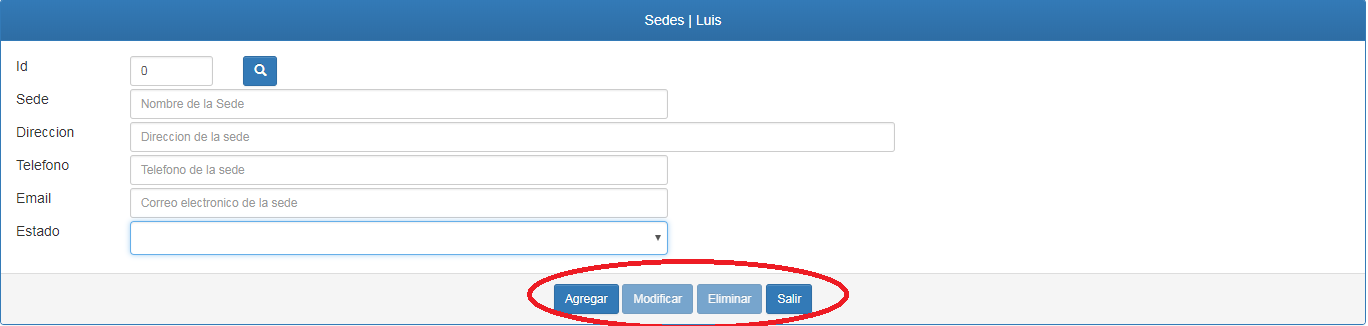 Sedes | Luis
Id 0
Sede Nombre de la Sede
Direccion Direccion de la sede
Telefono Telefono de la sede
Email Correo electronico de la sede
Estado
Agregar Modificar Eliminar Salir